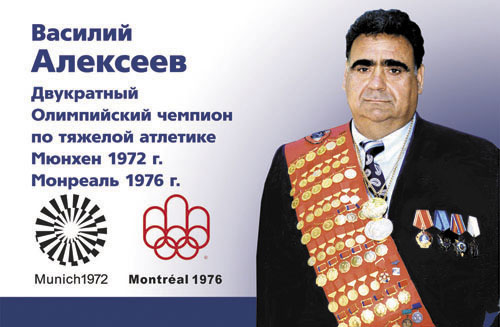 Василий
Алексеев
Двукратный
Олимпийский чемпион
по тяжелой атлетике
Мюнхен 1972 г.
Монреаль 1976 г.
Munich1972
Montréal 1976